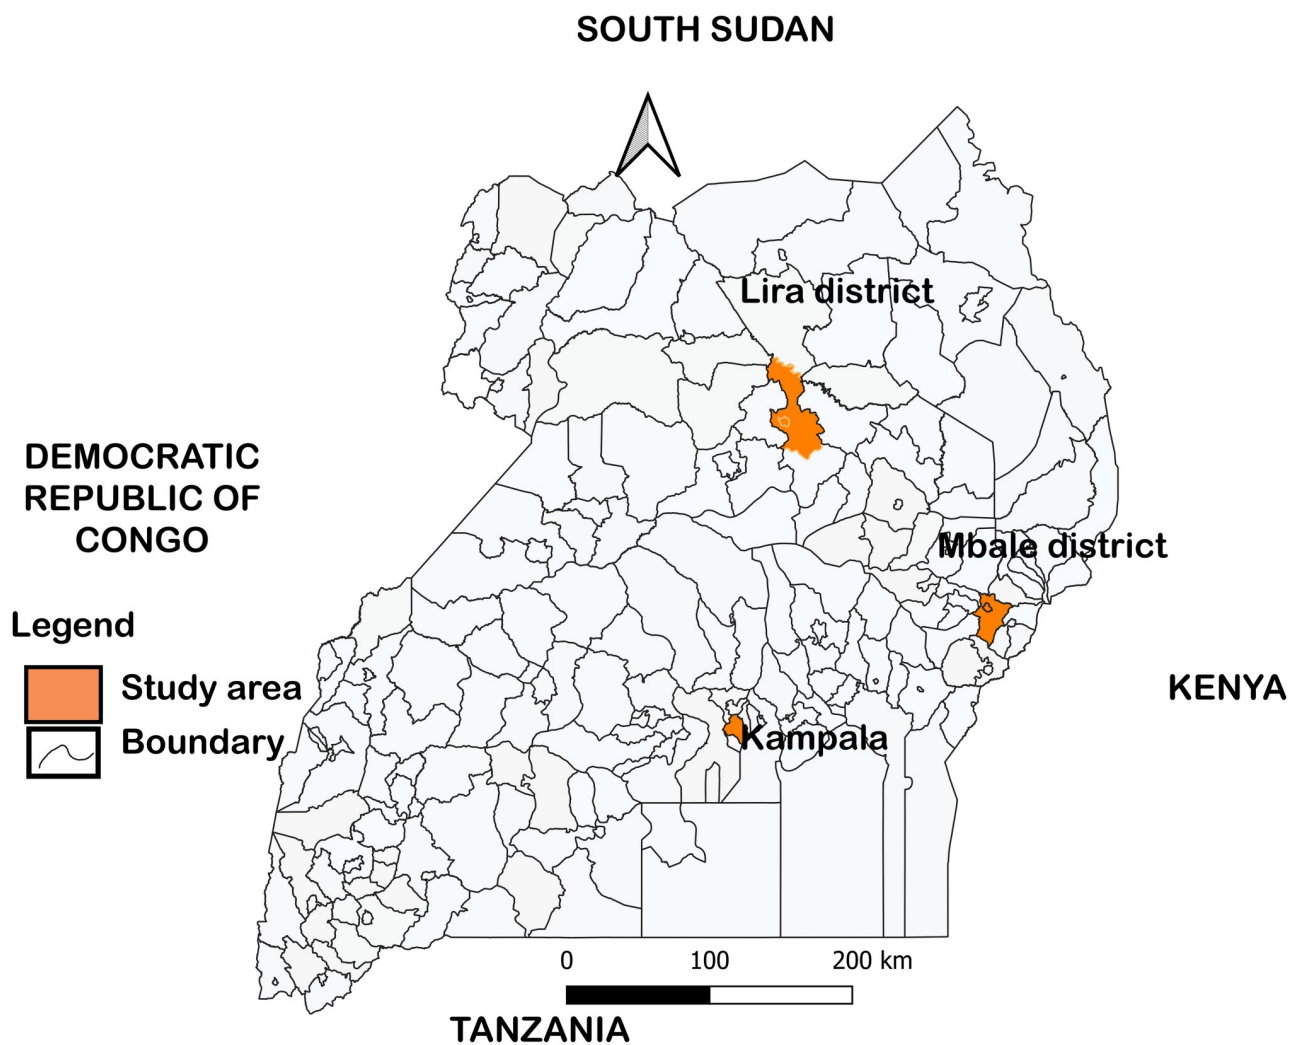 SOUTH SUDAN
Lira district
DEMOCRATIC
REPUBLIC OF
CONGO
Mbale district
Legend
Study area
KENYA
Boundary
Kampala
0 100 200 km
TANZANIA